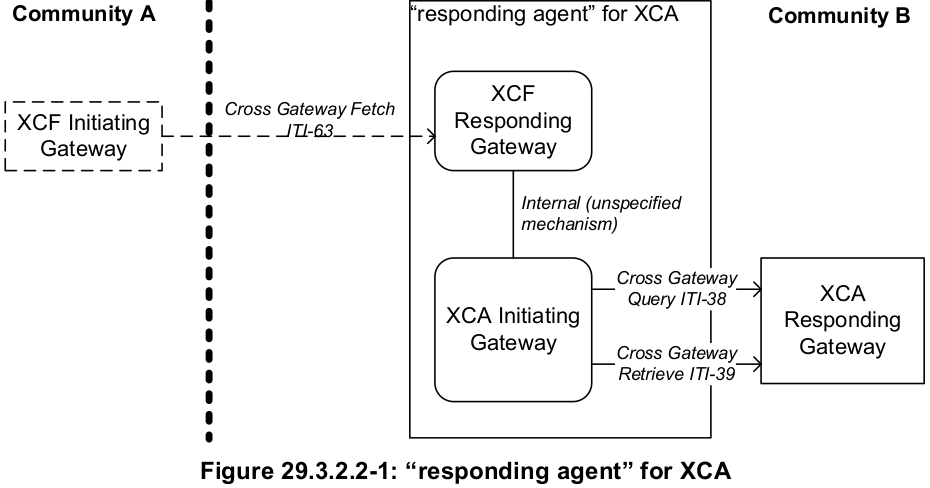 Community A
“responding agent” for XCA
Community B
XCF Initiating
Gateway
Cross Gateway Fetch
ITI-63
XCF
Responding
Gateway
Internal (unspecified
mechanism)
XCA Initiating
Gateway
Cross Gateway
Query ITI-38
Cross Gateway
Retrieve ITI-39
XCA
Responding
Gateway
Figure 29.3.2.2-1: “responding agent” for XCA